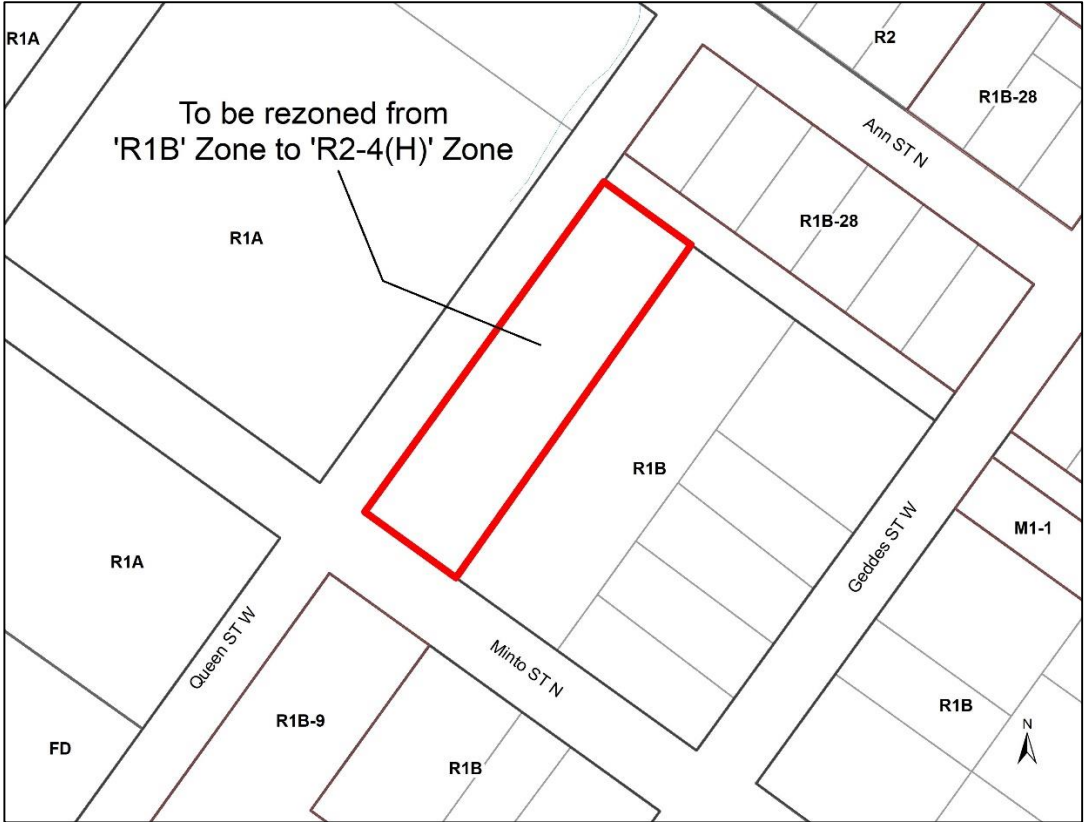 R1A
R2
R1B-28
To be rezoned from
'R1B' Zone to 'R2-4(H)' Zone
Ann ST N
R1A
R1B-28
R1B
M1-1
Geddes ST W
R1A
Queen ST W
Minto ST N
R1B-9
R1B
R1B
FD
N